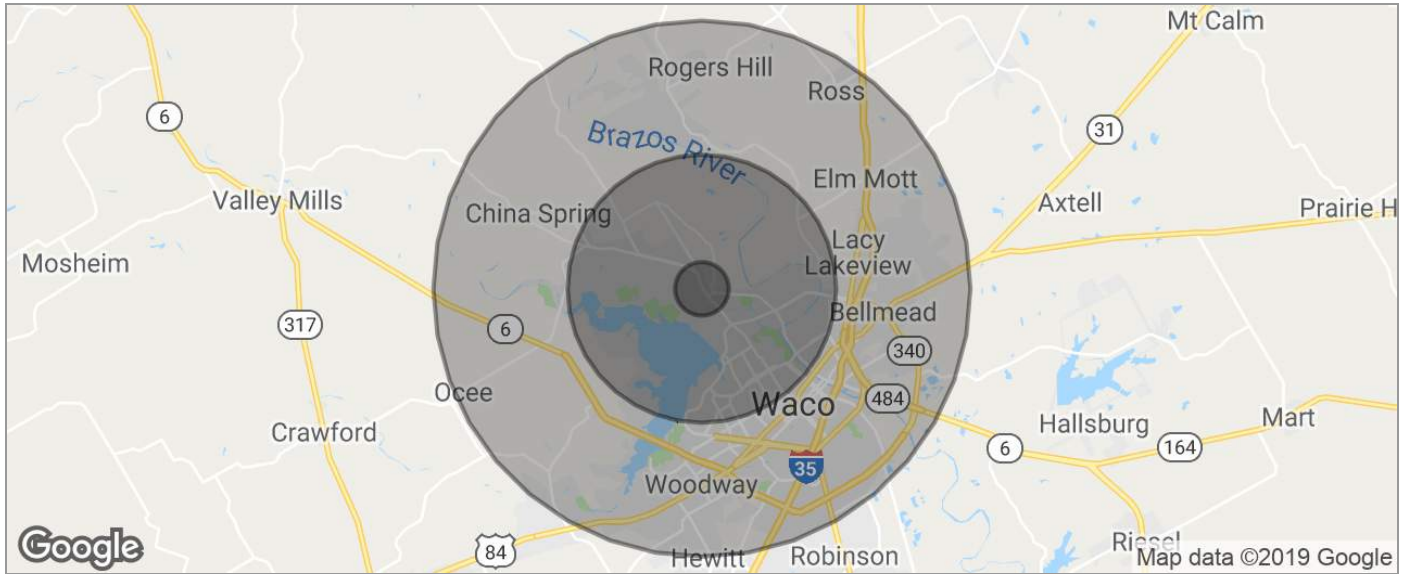 Mt Calm
Rogers Hill
Ross
6
31
Brazos River
Elm Mott
Valley Mills
China Spring
Axtell
Prairie H
Lacy
Lakeview
Mosheim
Bellmead
317
6
340
Ocee
484
Waco
Crawford
Hallsburg
Mart
6
164
35
Woodway
Riesel
Google
84
Hewitt
Robinson
Map data ©2019 Google